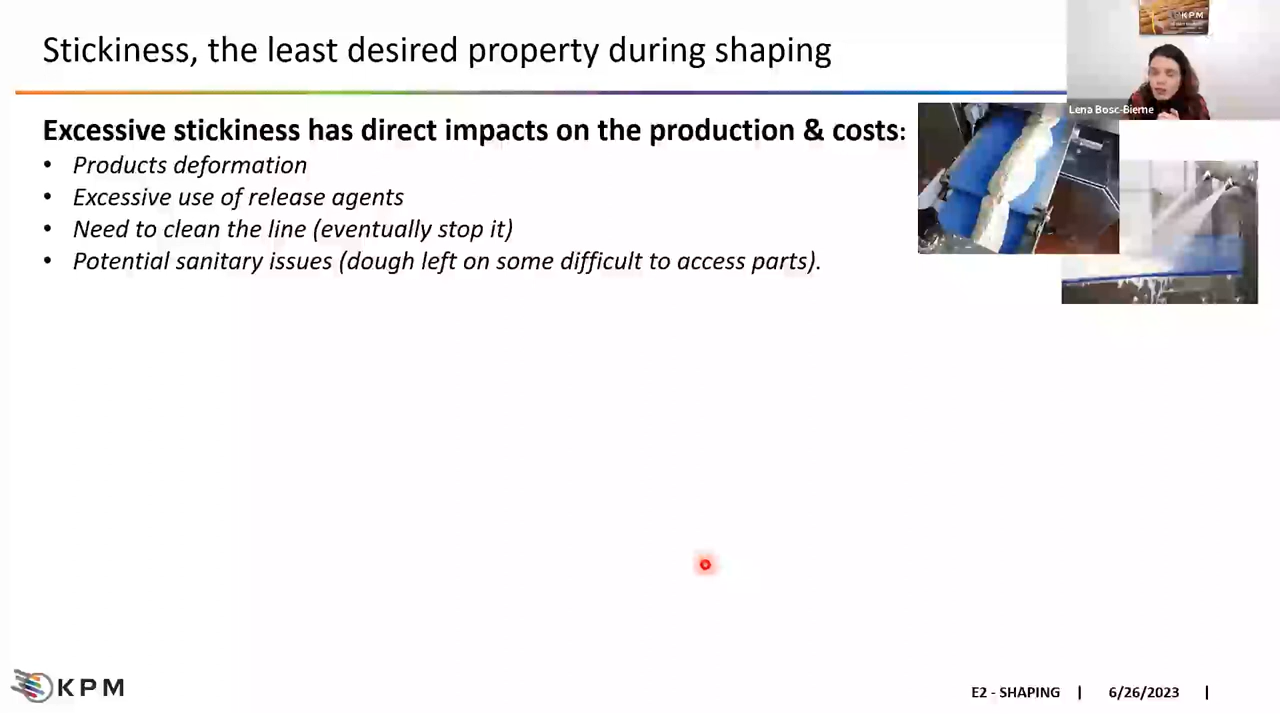 Stickiness, the least desired property during shaping
KPM
Lena Bosc-Bieme
Excessive stickiness has direct impacts on the production & costs:
• Products deformation
• Excessive use of release agents
• Need to clean the line (eventually stop it)
• Potential sanitary issues (dough left on some difficult to access parts).
KPM
E2 - SHAPING | 6/26/2023 |